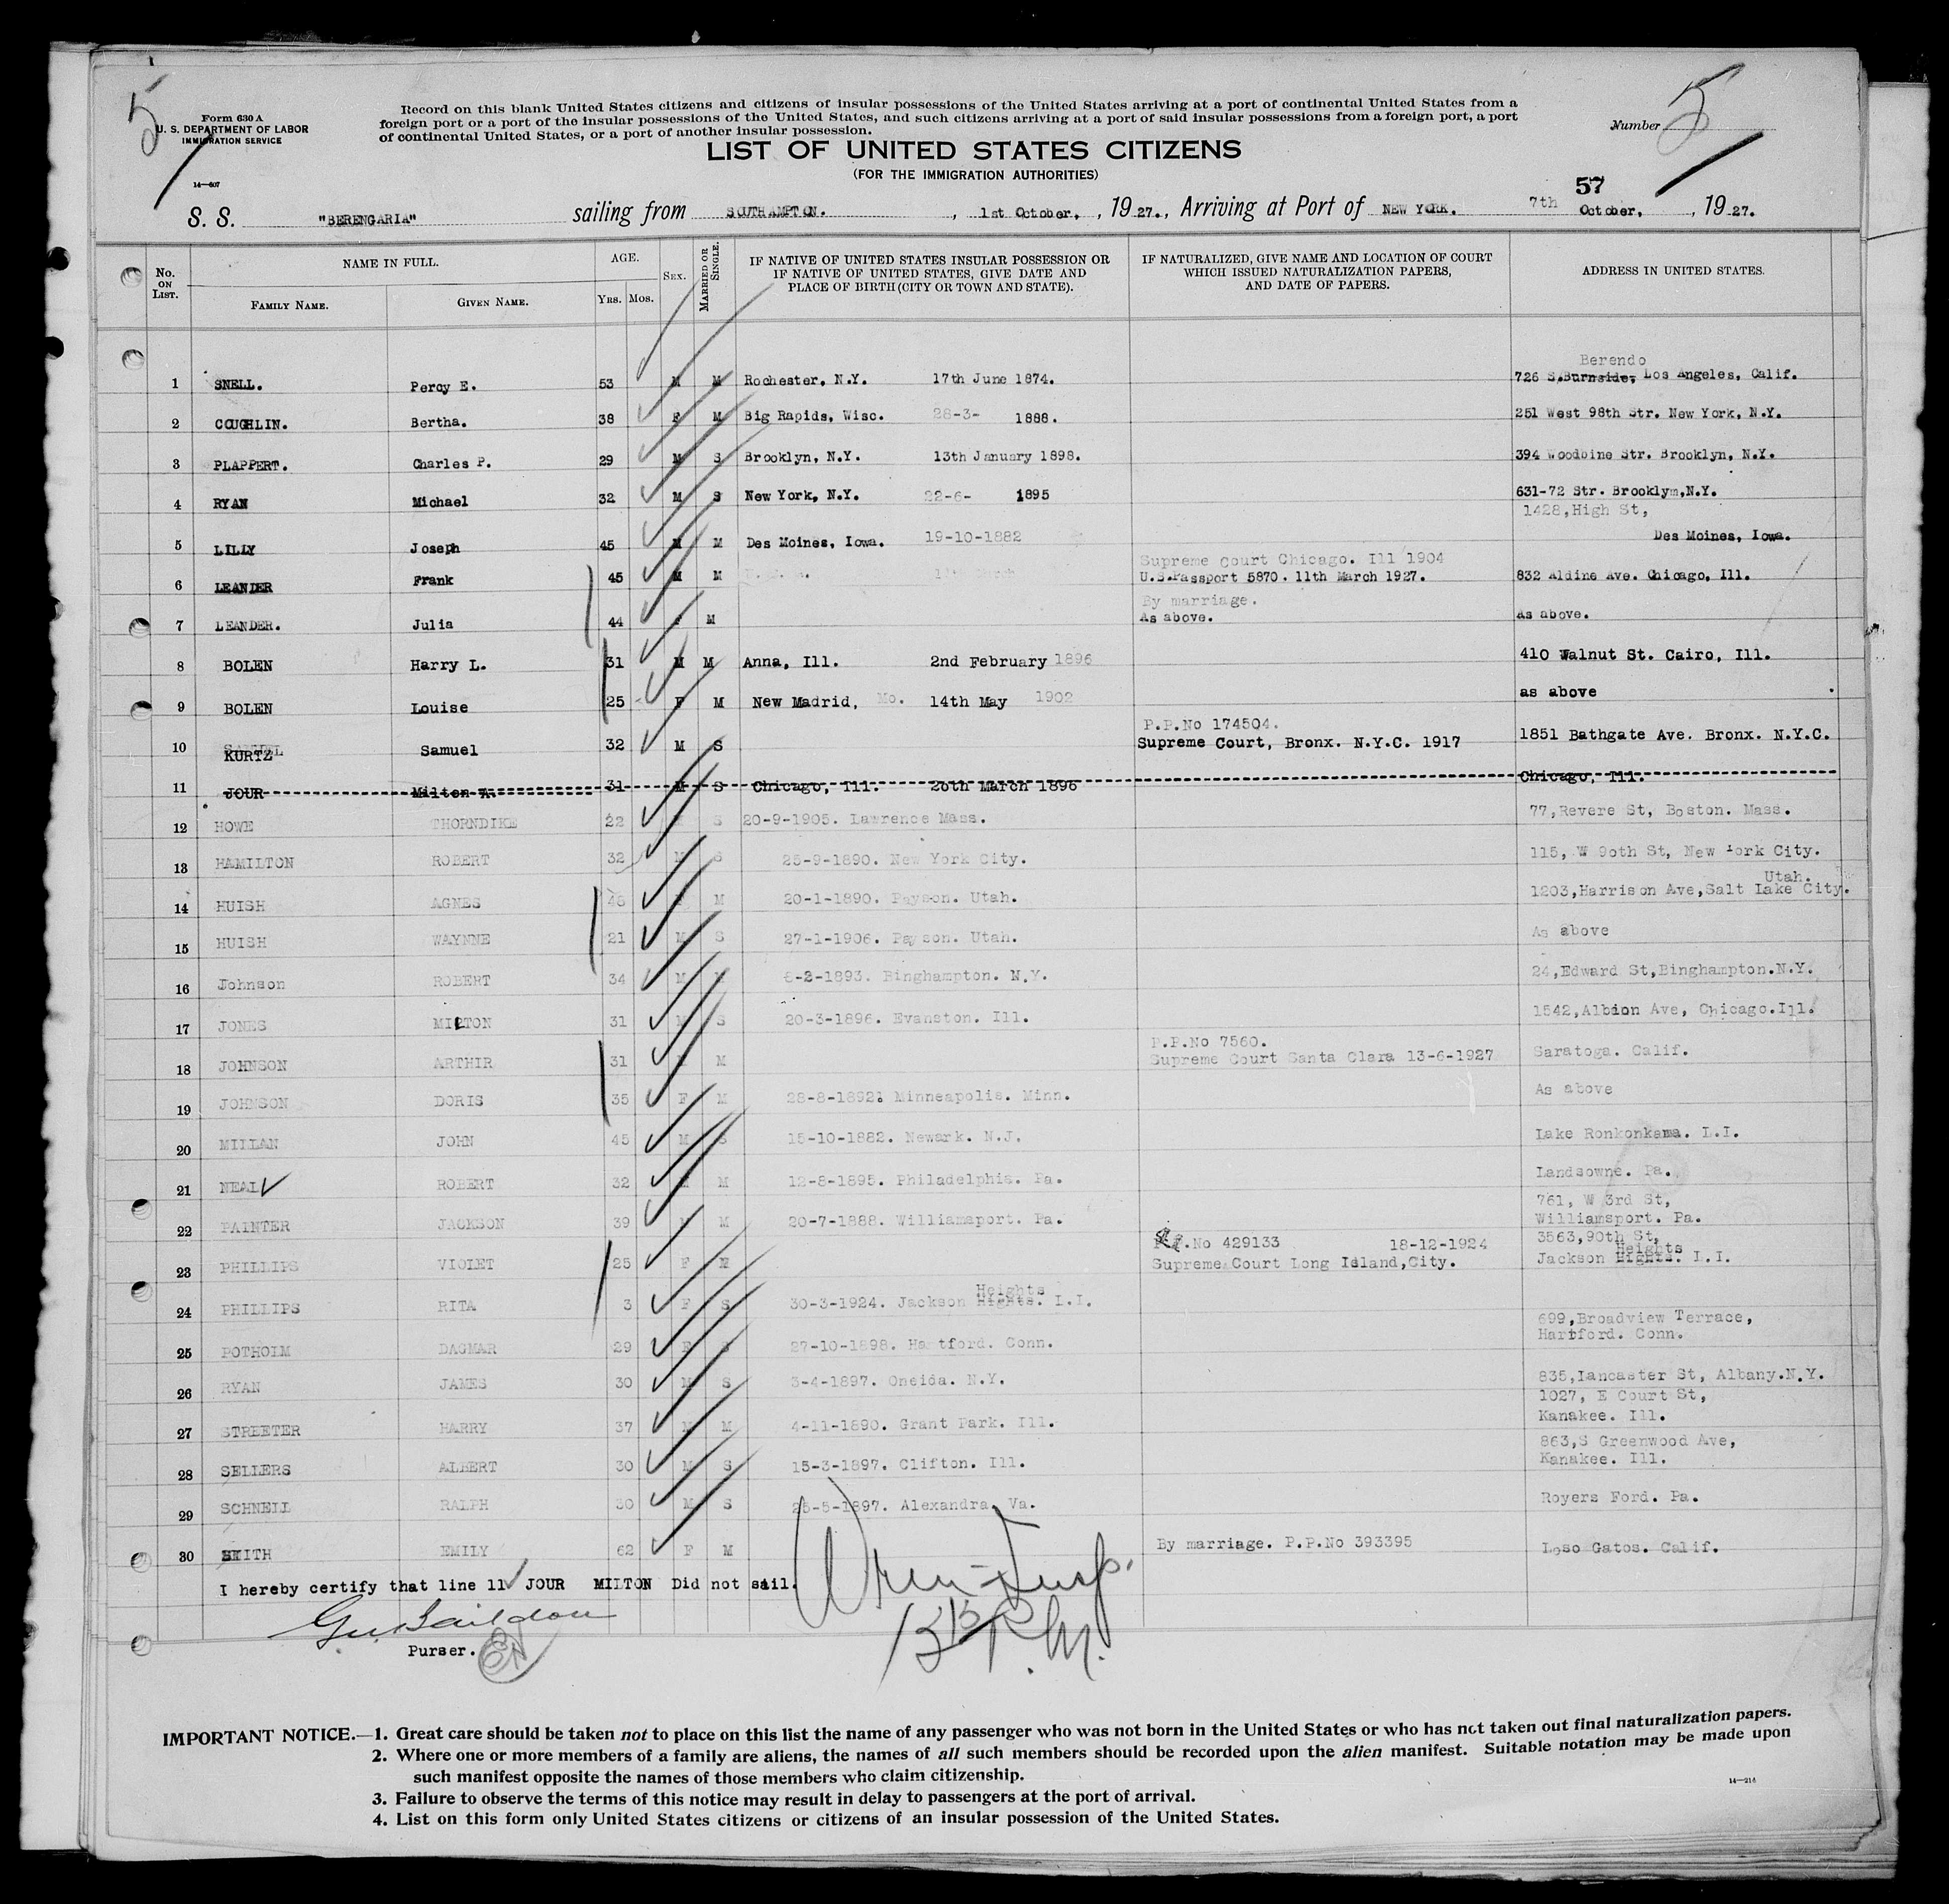 5
Form 630 A
U. S. DEPARTMENT OF LABOR
IMMIGRATION SERVICE
14—607
Record on this blank United States citizens and citizens of insular possessions of the United States arriving at a port of continental United States from a
foreign port or a port of the insular possessions of the United States, and such citizens arriving at a port of said insular possessions from a foreign port, a port
of continental United States, or a port of another insular possession.
Number 5
LIST OF UNITED STATES CITIZENS
(FOR THE IMMIGRATION AUTHORITIES)
57
S. S. "BERENGARIA" sailing from SOUTHAMPTON. , 1st October, , 19 27., Arriving at Port of NEW YORK. 7th October, , 19 27.
No. ON LIST. NAME IN FULL. FAMILY NAME. GIVEN NAME. AGE. YRS. MOS. SEX. MARRIED OR SINGLE. IF NATIVE OF UNITED STATES INSULAR POSSESSION OR IF NATIVE OF UNITED STATES, GIVE DATE AND PLACE OF BIRTH (CITY OR TOWN AND STATE). IF NATURALIZED, GIVE NAME AND LOCATION OF COURT WHICH ISSUED NATURALIZATION PAPERS, AND DATE OF PAPERS. ADDRESS IN UNITED STATES.
Berendo
1 SNELL. Percy E. 53 M M Rochester, N.Y. 17th June 1874. 726 S.Burnside, Los Angeles, Calif.
2 COUGHLIN. Bertha. 38 F M Big Rapids, Wisc. 28-3- 1888. 251 West 98th Str. New York, N.Y.
3 PLAPPERT. Charles P. 29 M S Brooklyn, N.Y. 13th January 1898. 394 Woodbine Str. Brooklyn, N.Y.
4 RYAN Michael 32 M S New York, N.Y. 22-6- 1895 631-72 Str. Brooklym,N.Y.
1428,High St,
5 LILLY Joseph 45 M M Des Moines, Iowa. 19-10-1882 Des Moines, Iowa.
Supreme Court Chicago. Ill 1904
6 LEANDER Frank 45 M M U.S.Passport 5870. 11th March 1927. 832 Aldine Ave. Chicago, Ill.
By marriage.
7 LEANDER. Julia 44 F M As above. As above.
8 BOLEN Harry L. 31 M M Anna, Ill. 2nd February 1896 410 Walnut St. Cairo, Ill.
9 BOLEN Louise 25 F M New Madrid, Mo. 14th May 1902 as above
P.P.No 174504.
10 KURTZ Samuel 32 M S Supreme Court, Bronx. N.Y.C. 1917 1851 Bathgate Ave. Bronx. N.Y.C.
11 JOUR Milton A. 31 M S Chicago, Ill. 20th March 1896 Chicago, Ill.
12 HOWE THORNDIKE 22 S 20-9-1905. Lawrence Mass. 77,Revere St, Boston. Mass.
13 HAMILTON ROBERT 32 M S 25-9-1890. New York City. 115, W 90th St, New York City.
Utah.
14 HUISH AGNES 46 M 20-1-1890. Payson. Utah. 1203,Harrison Ave,Salt Lake City.
15 HUISH WAYNNE 21 M S 27-1-1906. Payson. Utah. As above
16 Johnson ROBERT 34 M -2-1893. Binghampton. N.Y. 24,Edward St,Binghampton.N.Y.
17 JONES MILTON 31 M S 20-3-1896. Evanston. Ill. 1542,Albion Ave, Chicago.Ill.
P.P.No 7560.
18 JOHNSON ARTHIR 31 M Supreme Court Santa Clara 13-6-1927 Saratoga. Calif.
19 JOHNSON DORIS 35 F M 28-8-1892. Minneapolis. Minn. As above
20 MILLAN JOHN 45 M S 15-10-1882. Newark. N.J. Lake Ronkonkama. L.I.
21 NEAL ROBERT 32 M 12-8-1895. Philadelphis. Pa. Landsowne. Pa.
761, W 3rd St,
22 PAINTER JACKSON 39 M 20-7-1888. Williamsport. Pa. Williamsport. Pa.
No 429133 18-12-1924 3563,90th St,
23 PHILLIPS VIOLET 25 F M Supreme Court Long Island,City. Jackson Heights. L.I.
24 PHILLIPS RITA 3 F S 30-3-1924. Jackson Heights. L.I.
699,Broadview Terrace,
25 POTHOIM DAGMAR 29 F S 27-10-1898. Hartford. Conn. Hartford. Conn.
26 RYAN JAMES 30 M S 3-4-1897. Oneida. N.Y. 835,Lancaster St, Albany.N.Y.
1027, E Court St,
27 STREETER HARRY 37 M M 4-11-1890. Grant Park. Ill. Kanakee. Ill.
863,S Greenwood Ave,
28 SELLERS ALBERT 30 M S 15-3-1897. Clifton. Ill. Kanakee. Ill.
29 SCHNEIL RALPH 30 M S 25-5-1897. Alexandra. Va. Royers Ford. Pa.
30 SMITH EMILY 62 F M By marriage. P.P.No 393395 Loso Gatos. Calif.
I hereby certify that line 11 JOUR MILTON Did not sail.
Purser.
IMPORTANT NOTICE.—1. Great care should be taken not to place on this list the name of any passenger who was not born in the United States or who has not taken out final naturalization papers.
2. Where one or more members of a family are aliens, the names of all such members should be recorded upon the alien manifest. Suitable notation may be made upon
such manifest opposite the names of those members who claim citizenship.
3. Failure to observe the terms of this notice may result in delay to passengers at the port of arrival.
4. List on this form only United States citizens or citizens of an insular possession of the United States.
14—214